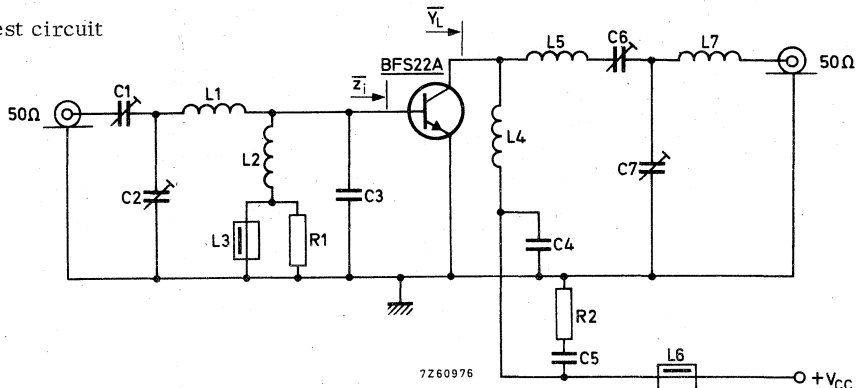 est circuit
50Ω
C1
L1
C2
L2
L3
R1
C3
z̅i
BFS22A
Y̅L
L4
L5
C6
L7
50Ω
C7
C4
R2
C5
L6
+VCC
7Z60976